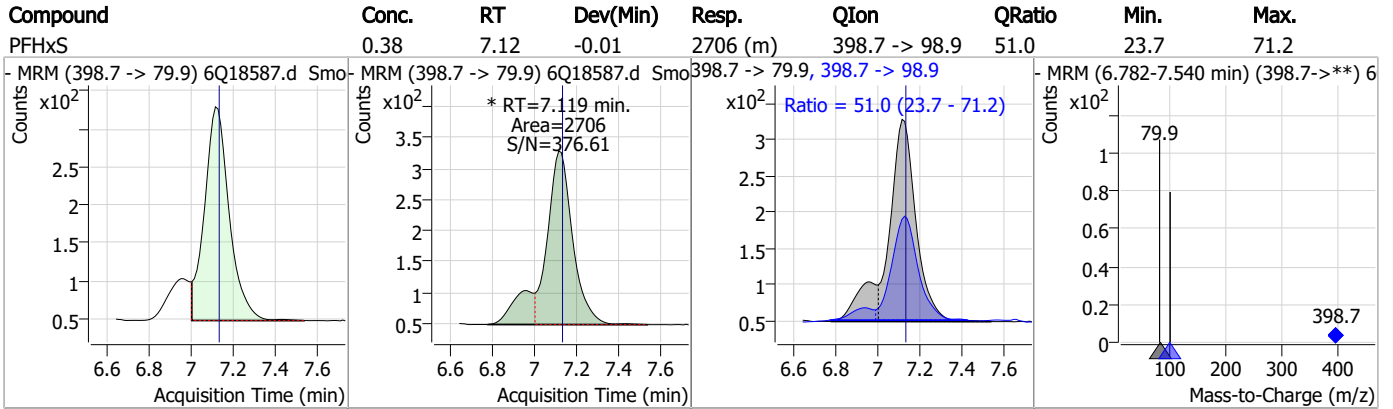 Compound Conc. RT Dev(Min) Resp. QIon QRatio Min. Max.
PFHxS 0.38 7.12 -0.01 2706 (m) 398.7 -> 98.9 51.0 23.7 71.2
- MRM (398.7 -> 79.9) 6Q18587.d Smo
Counts
x10²
2.5
2
1.5
1
0.5
6.6 6.8 7 7.2 7.4 7.6
Acquisition Time (min)
- MRM (398.7 -> 79.9) 6Q18587.d Smo
Counts
x10²
* RT=7.119 min.
Area=2706
S/N=376.61
3.5
3
2.5
2
1.5
1
0.5
6.6 6.8 7 7.2 7.4 7.6
Acquisition Time (min)
398.7 -> 79.9, 398.7 -> 98.9
Counts
x10²
Ratio = 51.0 (23.7 - 71.2)
3
2.5
2
1.5
1
0.5
6.6 6.8 7 7.2 7.4 7.6
Acquisition Time (min)
- MRM (6.782-7.540 min) (398.7->**) 6
Counts
x10²
79.9
1
0.8
0.6
0.4
0.2
0
398.7
100 200 300 400
Mass-to-Charge (m/z)